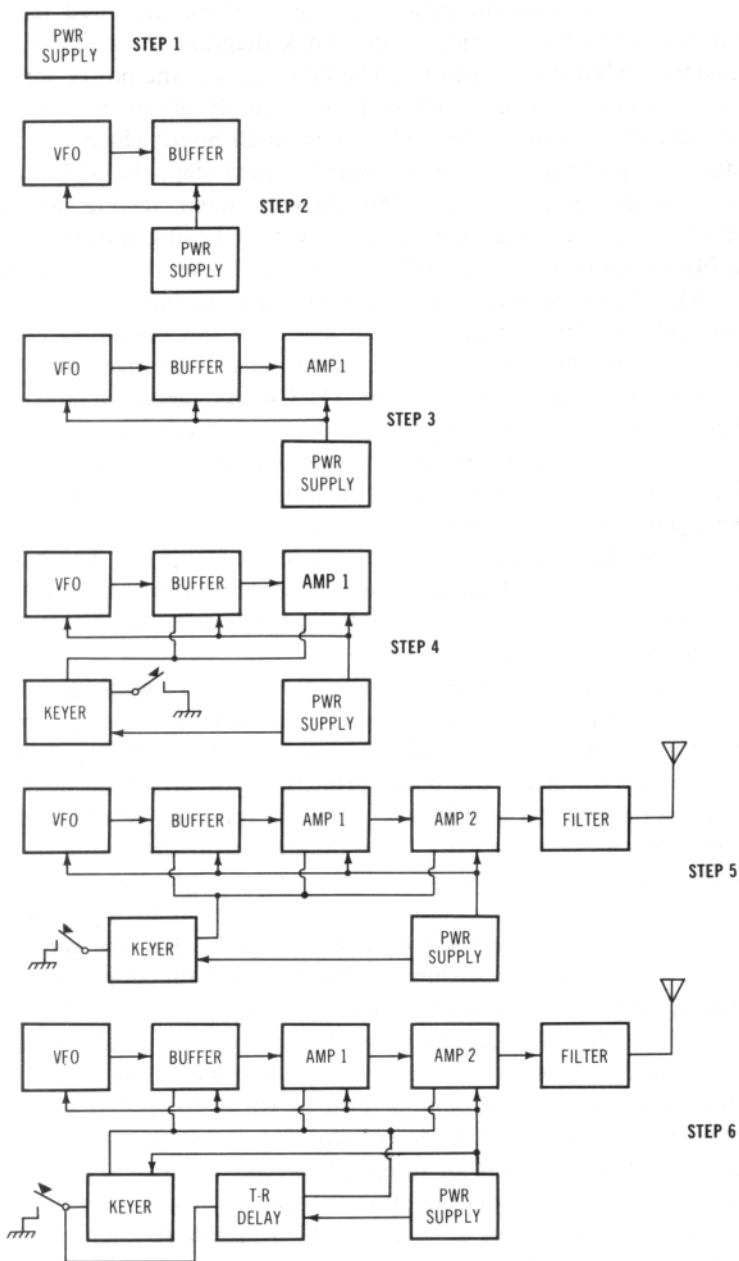 PWR
SUPPLY
STEP 1
VFO
BUFFER
STEP 2
PWR
SUPPLY
VFO
BUFFER
AMP 1
STEP 3
PWR
SUPPLY
VFO
BUFFER
AMP 1
STEP 4
KEYER
PWR
SUPPLY
VFO
BUFFER
AMP 1
AMP 2
FILTER
STEP 5
KEYER
PWR
SUPPLY
VFO
BUFFER
AMP 1
AMP 2
FILTER
STEP 6
KEYER
T-R
DELAY
PWR
SUPPLY